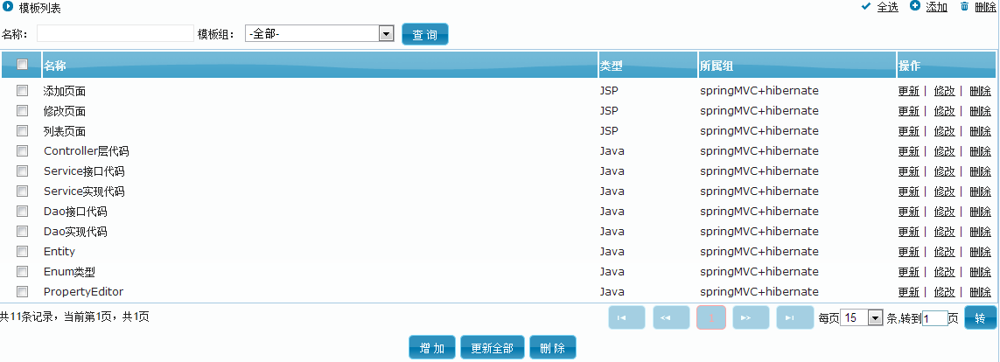 模板列表 全选 添加 删除
名称： 模板组： -全部- 查 询
名称 类型 所属组 操作
添加页面 JSP springMVC+hibernate 更新 | 修改 | 删除
修改页面 JSP springMVC+hibernate 更新 | 修改 | 删除
列表页面 JSP springMVC+hibernate 更新 | 修改 | 删除
Controller层代码 Java springMVC+hibernate 更新 | 修改 | 删除
Service接口代码 Java springMVC+hibernate 更新 | 修改 | 删除
Service实现代码 Java springMVC+hibernate 更新 | 修改 | 删除
Dao接口代码 Java springMVC+hibernate 更新 | 修改 | 删除
Dao实现代码 Java springMVC+hibernate 更新 | 修改 | 删除
Entity Java springMVC+hibernate 更新 | 修改 | 删除
Enum类型 Java springMVC+hibernate 更新 | 修改 | 删除
PropertyEditor Java springMVC+hibernate 更新 | 修改 | 删除
共11条记录，当前第1页，共1页 1 每页 15 条,转到 1 页 转
增 加 更新全部 删 除